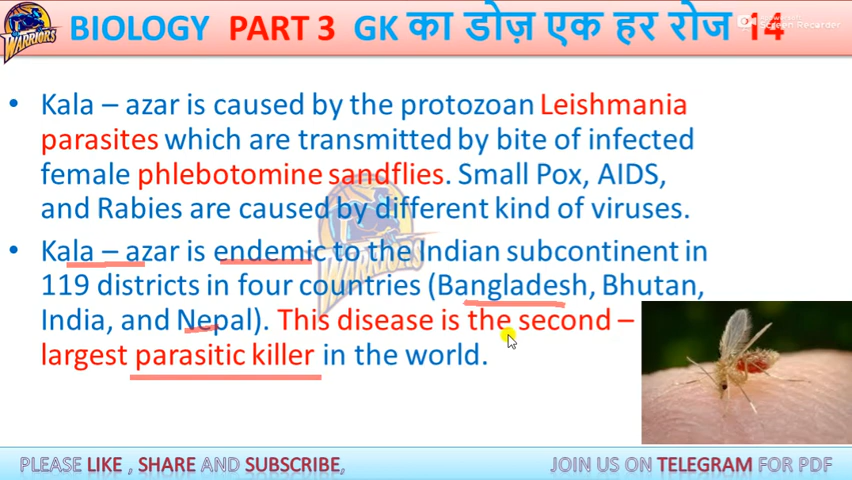 WARRIORS
BIOLOGY PART 3 GK का डोज़ एक हर रोज 14
Screen Recorder
• Kala – azar is caused by the protozoan Leishmania
parasites which are transmitted by bite of infected
female phlebotomine sandflies. Small Pox, AIDS,
and Rabies are caused by different kind of viruses.
• Kala – azar is endemic to the Indian subcontinent in
119 districts in four countries (Bangladesh, Bhutan,
India, and Nepal). This disease is the second –
largest parasitic killer in the world.
WARRIORS
PLEASE LIKE , SHARE AND SUBSCRIBE,
JOIN US ON TELEGRAM FOR PDF